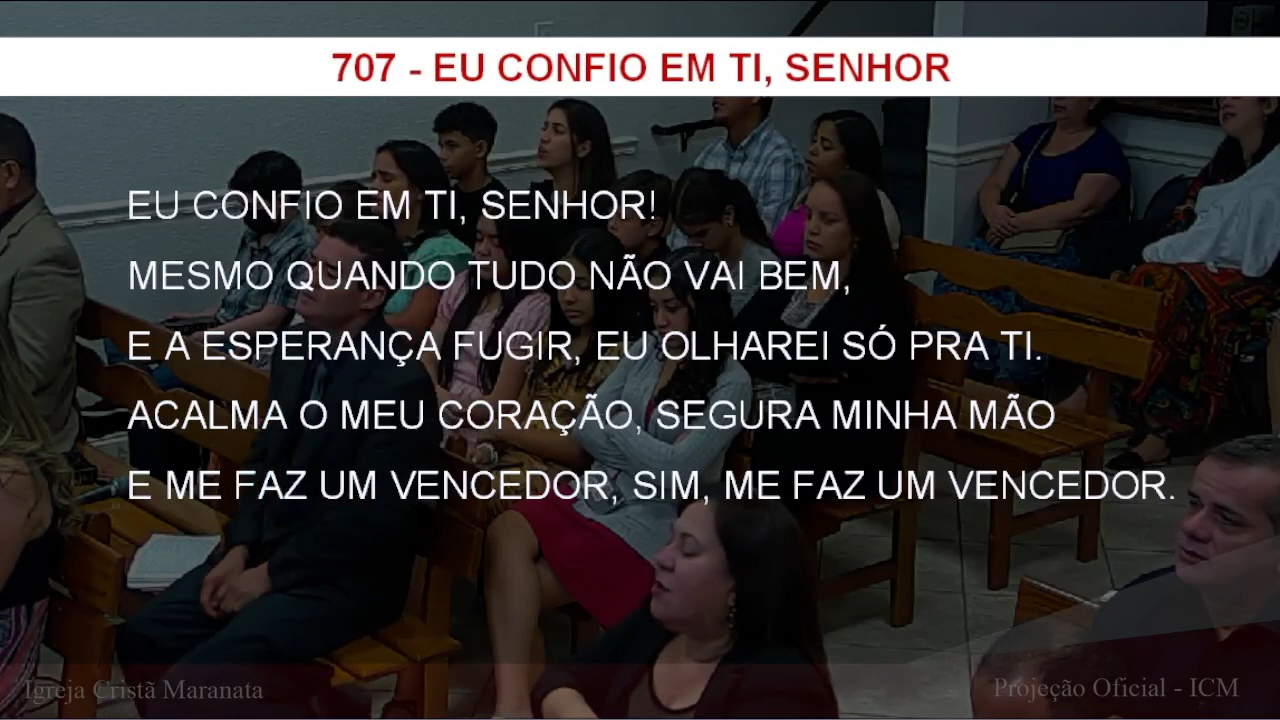 707 - EU CONFIO EM TI, SENHOR
EU CONFIO EM TI, SENHOR!
MESMO QUANDO TUDO NÃO VAI BEM,
E A ESPERANÇA FUGIR, EU OLHAREI SÓ PRA TI.
ACALMA O MEU CORAÇÃO, SEGURA MINHA MÃO
E ME FAZ UM VENCEDOR, SIM, ME FAZ UM VENCEDOR.
Igreja Cristã Maranata
Projeção Oficial - ICM